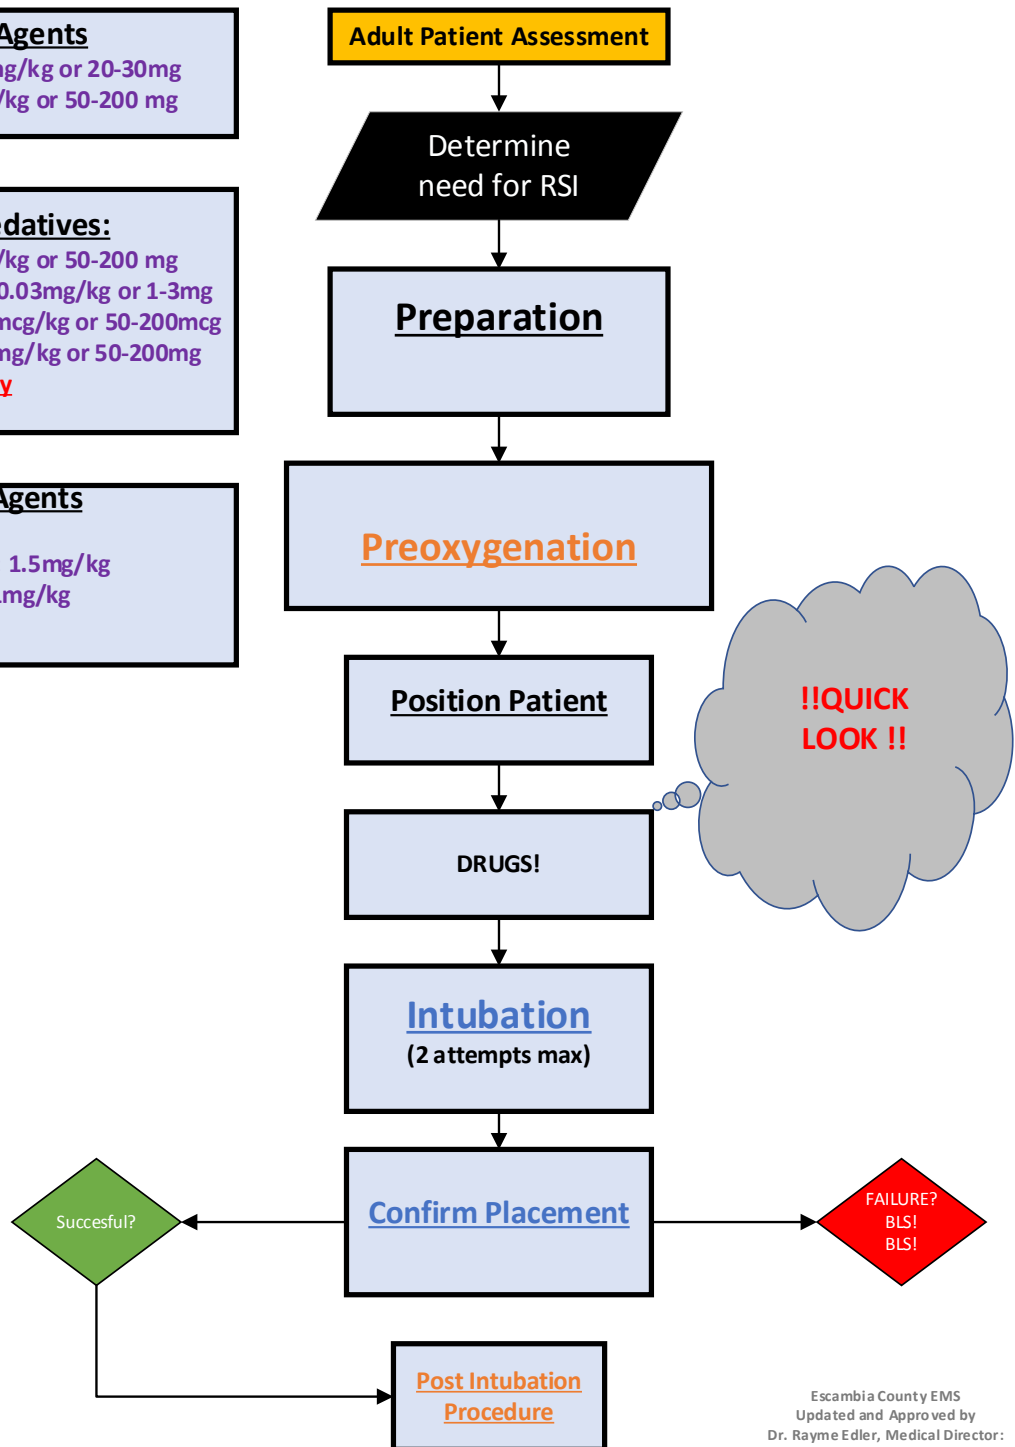 Agents
mg/kg or 20-30mg
/kg or 50-200 mg
edatives:
/kg or 50-200 mg
0.03mg/kg or 1-3mg
mcg/kg or 50-200mcg
mg/kg or 50-200mg
y
Agents
1.5mg/kg
mg/kg
Adult Patient Assessment
Determine
need for RSI
Preparation
Preoxygenation
Position Patient
!!QUICK
LOOK !!
DRUGS!
Intubation
(2 attempts max)
Confirm Placement
Succesful?
FAILURE?
BLS!
BLS!
Post Intubation
Procedure
Escambia County EMS
Updated and Approved by
Dr. Rayme Edler, Medical Director: